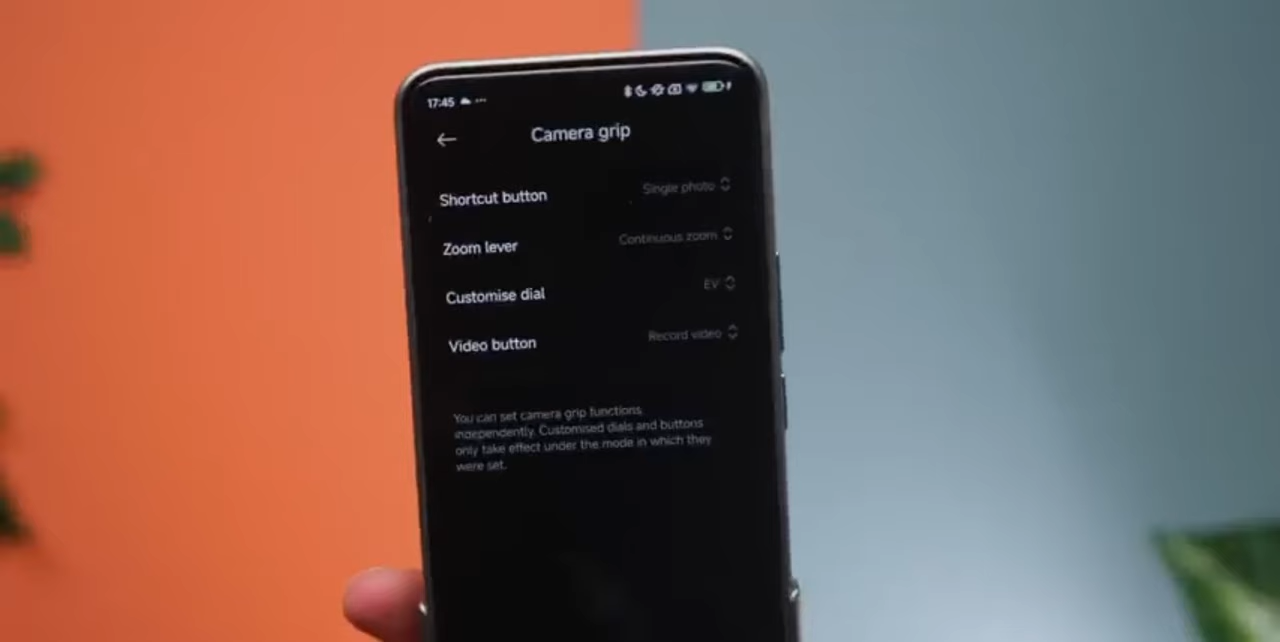 17:45
Camera grip
Shortcut button Single photo
Zoom lever Continuous zoom
Customise dial EV
Video button Record video
You can set camera grip functions
independently. Customised dials and buttons
only take effect under the mode in which they
were set.